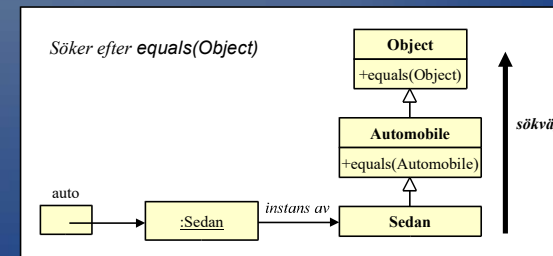 Söker efter equals(Object)
Object
+equals(Object)
Automobile
+equals(Automobile)
auto
:Sedan
instans av
Sedan